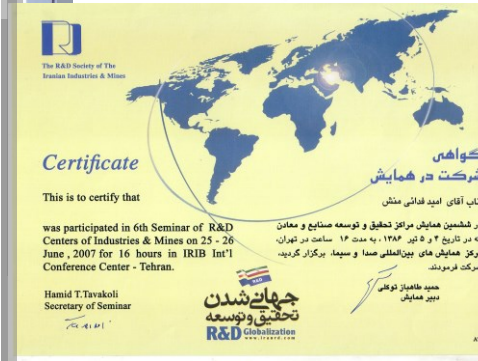 The R&D Society of The
Iranian Industries & Mines
Certificate
This is to certify that
was participated in 6th Seminar of R&D
Centers of Industries & Mines on 25 - 26
June , 2007 for 16 hours in IRIB Int'l
Conference Center - Tehran.
Hamid T.Tavakoli
Secretary of Seminar
گواهی
شرکت در همایش
جناب آقای امید فدائی منش
در ششمین همایش مراکز تحقیق و توسعه صنایع و معادن
که در تاریخ ۴ و ۵ تیر ۱۳۸۶ ، به مدت ۱۶ ساعت در تهران،
مرکز همایش های بین‌المللی صدا و سیما، برگزار گردید،
شرکت فرمودند.
حمید طاهباز توکلی
دبیر همایش
R&D
جهانی‌شدن
تحقیق‌وتوسعه
R&D Globalization
www.iranrd.com